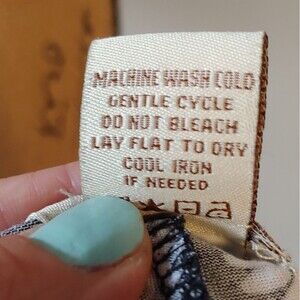 MACHINE WASH COLD
GENTLE CYCLE
DO NOT BLEACH
LAY FLAT TO DRY
COOL IRON
IF NEEDED